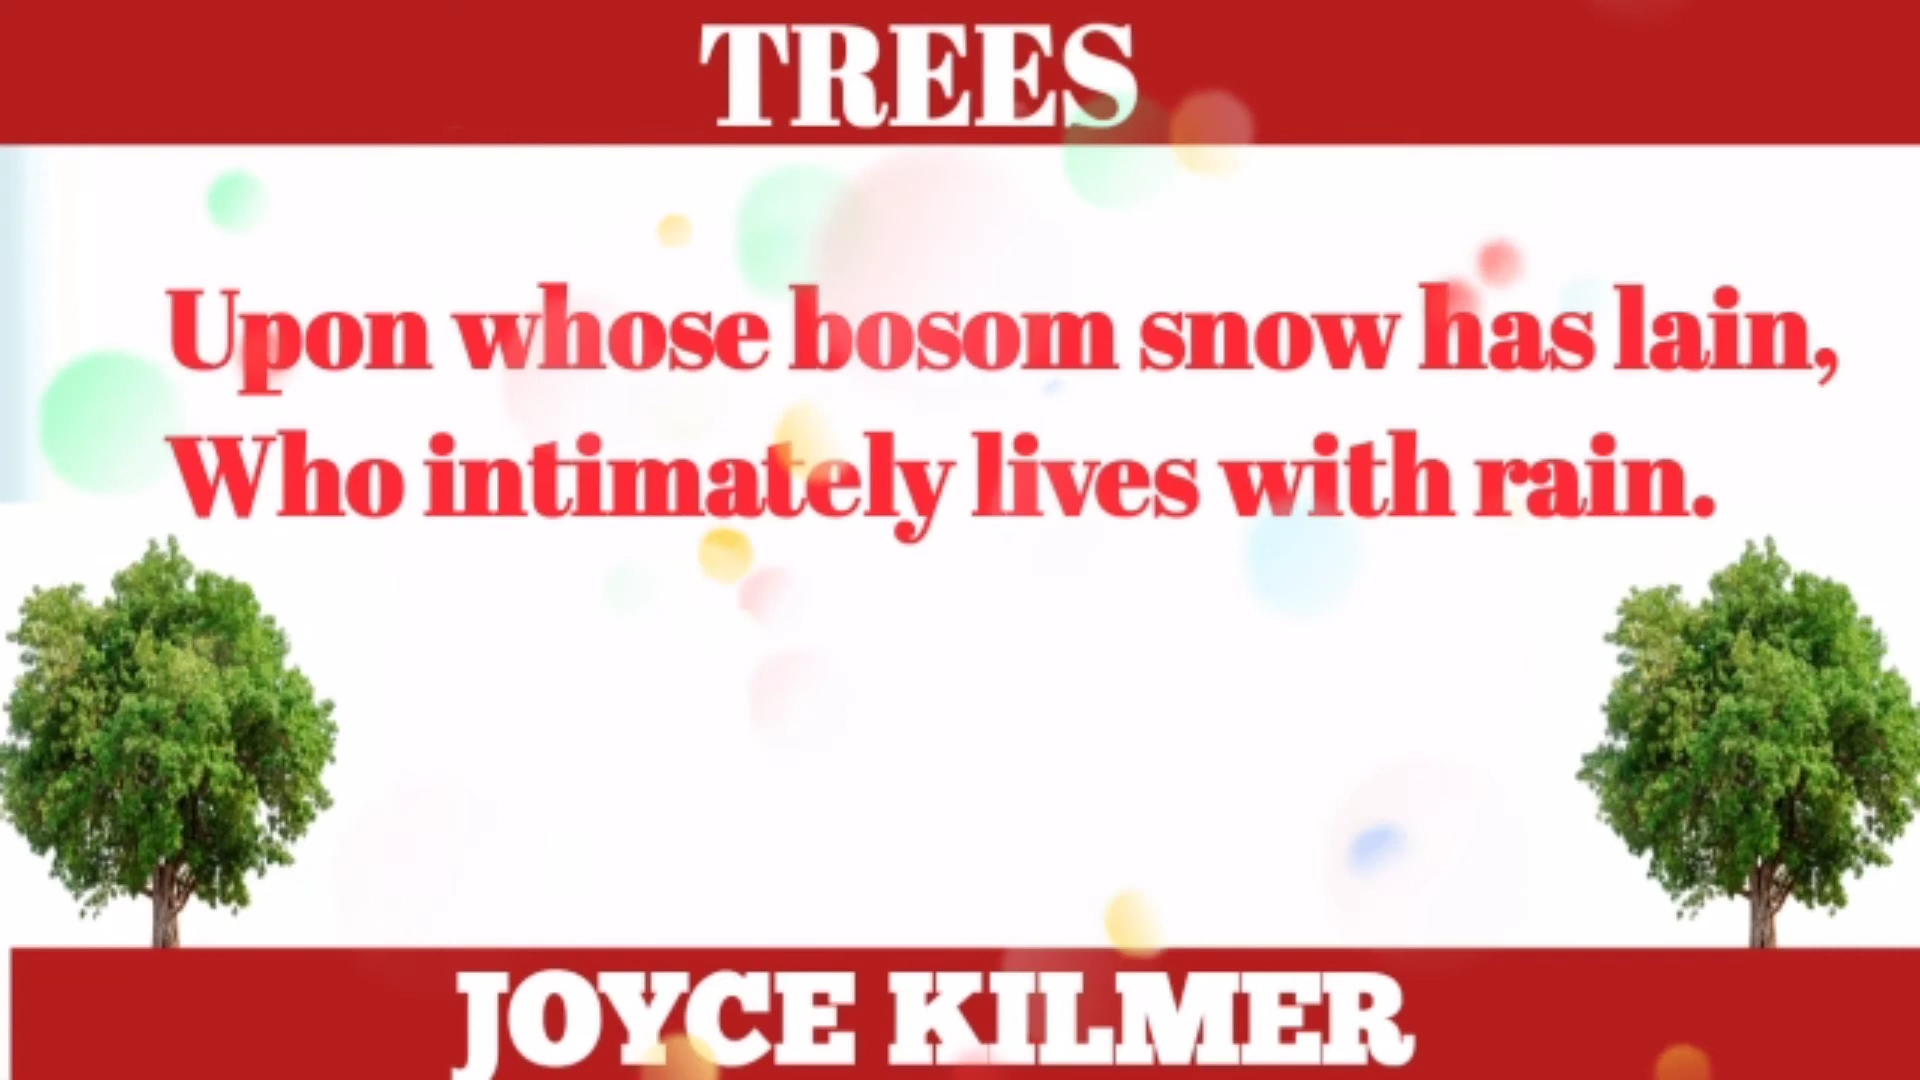 TREES
Upon whose bosom snow has lain,
Who intimately lives with rain.
JOYCE KILMER